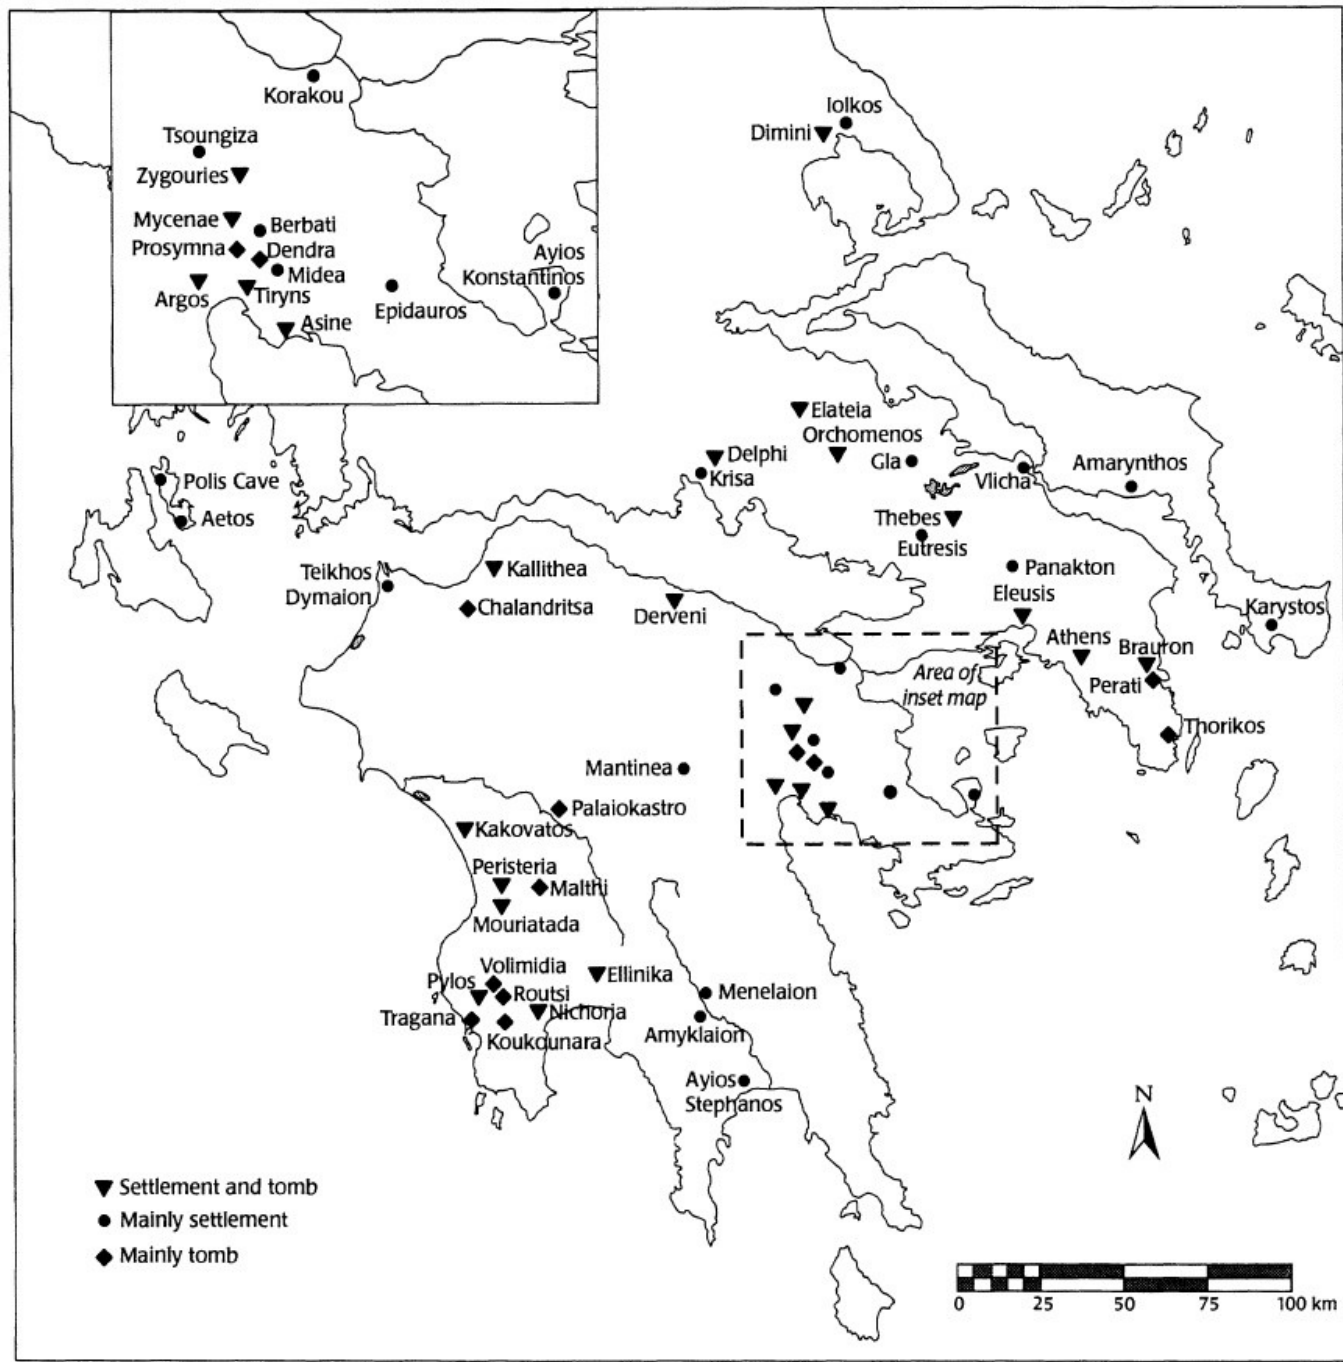 Korakou
Tsoungiza
Zygouries
Mycenae
Berbati
Prosymna
Dendra
Midea
Argos
Tiryns
Asine
Epidauros
Ayios
Konstantinos
Iolkos
Dimini
Elateia
Orchomenos
Delphi
Krisa
Gla
Vlicha
Amarynthos
Thebes
Eutresis
Polis Cave
Aetos
Teikhos
Dymaion
Kallithea
Chalandritsa
Derveni
Panakton
Eleusis
Athens
Brauron
Perati
Karystos
Thorikos
Area of
inset map
Mantinea
Palaiokastro
Kakovatos
Peristeria
Malthi
Mouriatada
Volimidia
Pylos
Routsi
Ellinika
Nichoria
Tragana
Koukounara
Menelaion
Amyklaion
Ayios
Stephanos
N
Settlement and tomb
Mainly settlement
Mainly tomb
0 25 50 75 100 km